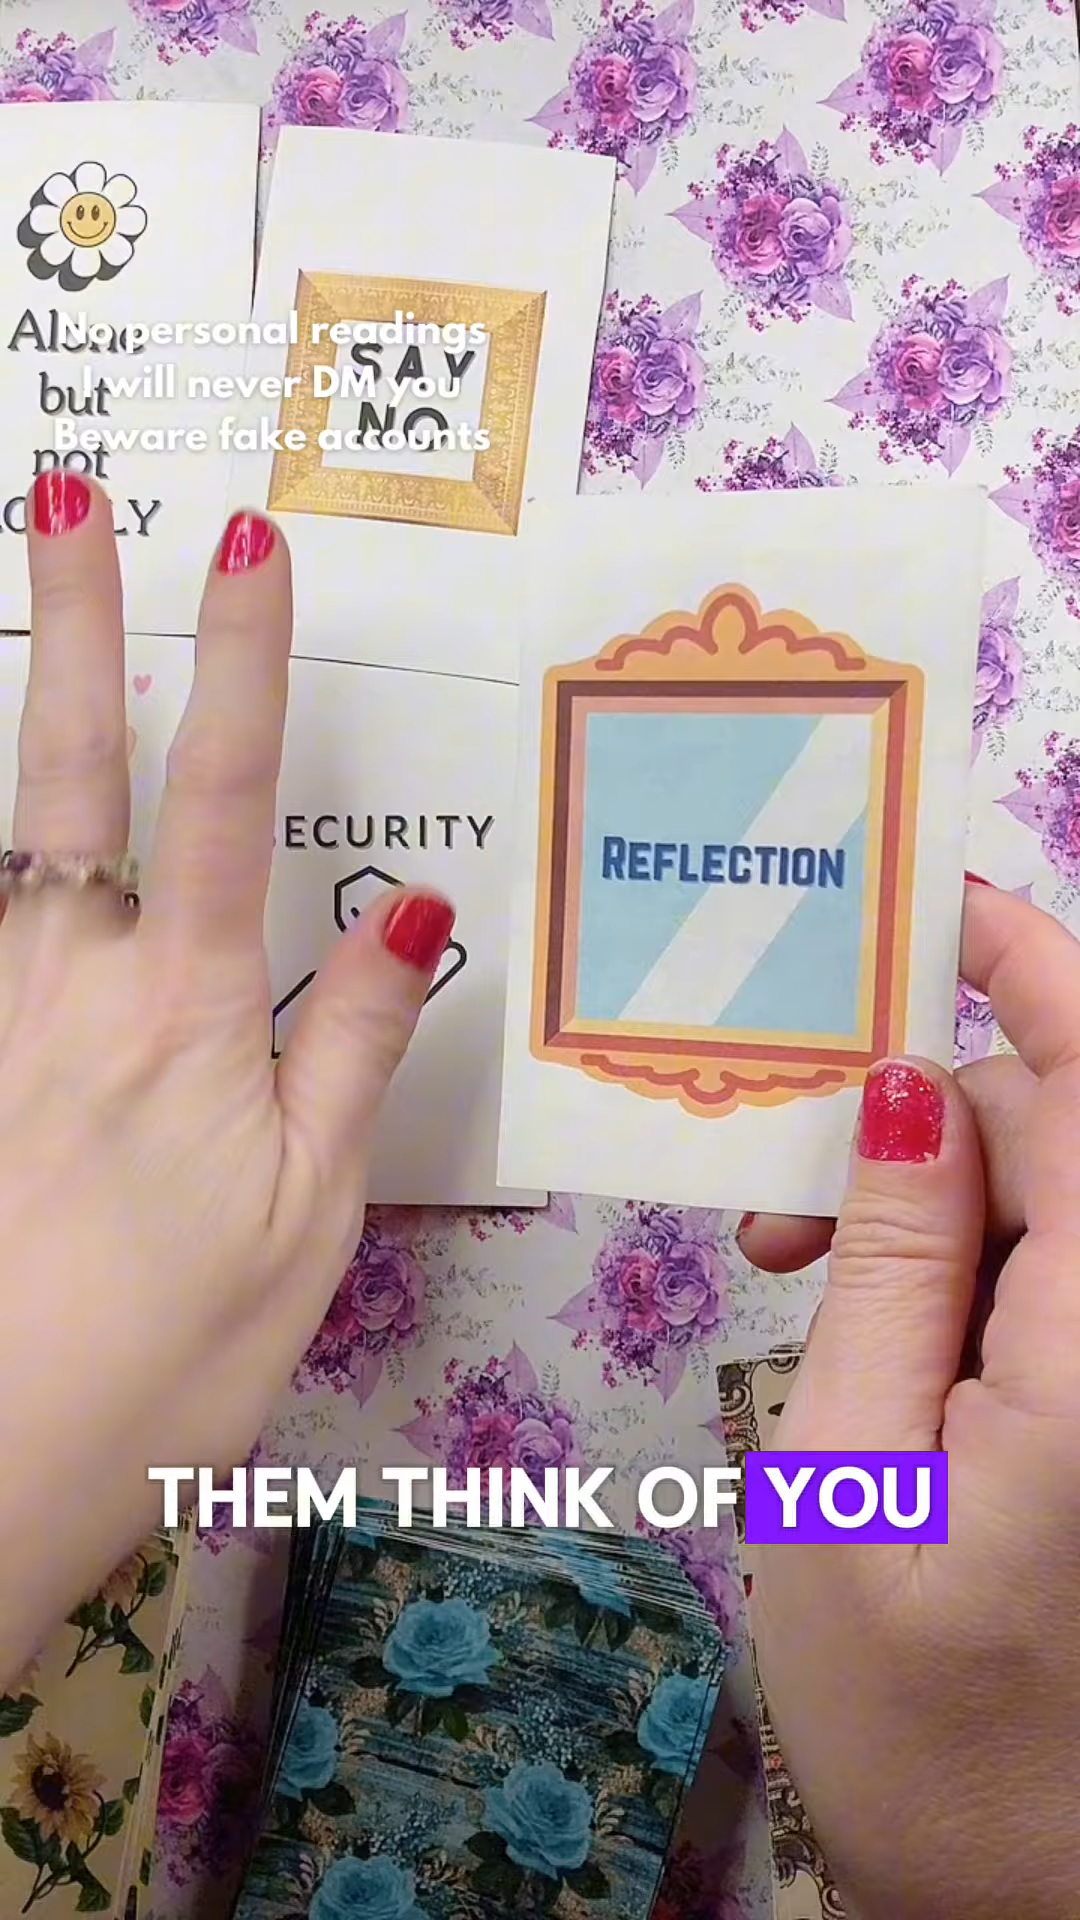 Alone
but
not
SAY
NO
No personal readings
I will never DM you
Beware fake accounts
ECURITY
REFLECTION
THEM THINK OF YOU